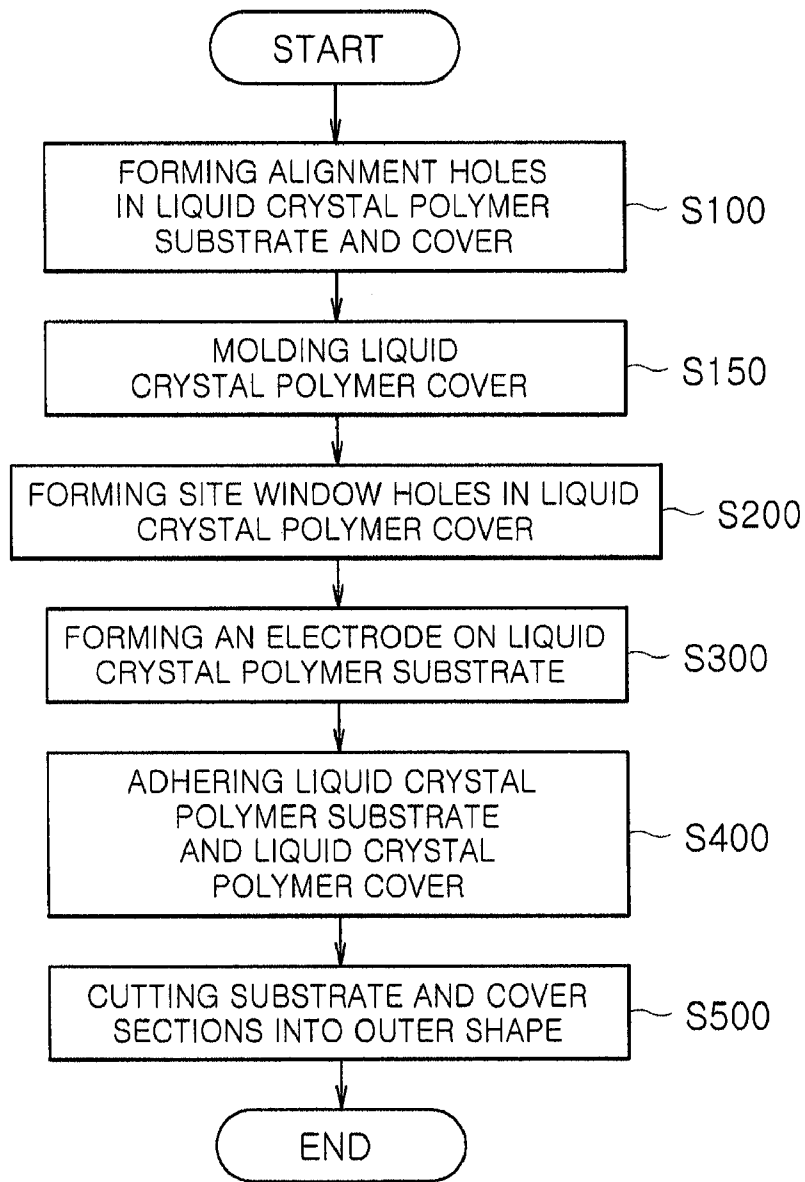 START
FORMING ALIGNMENT HOLES
IN LIQUID CRYSTAL POLYMER
SUBSTRATE AND COVER
S100
MOLDING LIQUID
CRYSTAL POLYMER COVER
S150
FORMING SITE WINDOW HOLES IN LIQUID
CRYSTAL POLYMER COVER
S200
FORMING AN ELECTRODE ON LIQUID
CRYSTAL POLYMER SUBSTRATE
S300
ADHERING LIQUID CRYSTAL
POLYMER SUBSTRATE
AND LIQUID CRYSTAL
POLYMER COVER
S400
CUTTING SUBSTRATE AND COVER
SECTIONS INTO OUTER SHAPE
S500
END